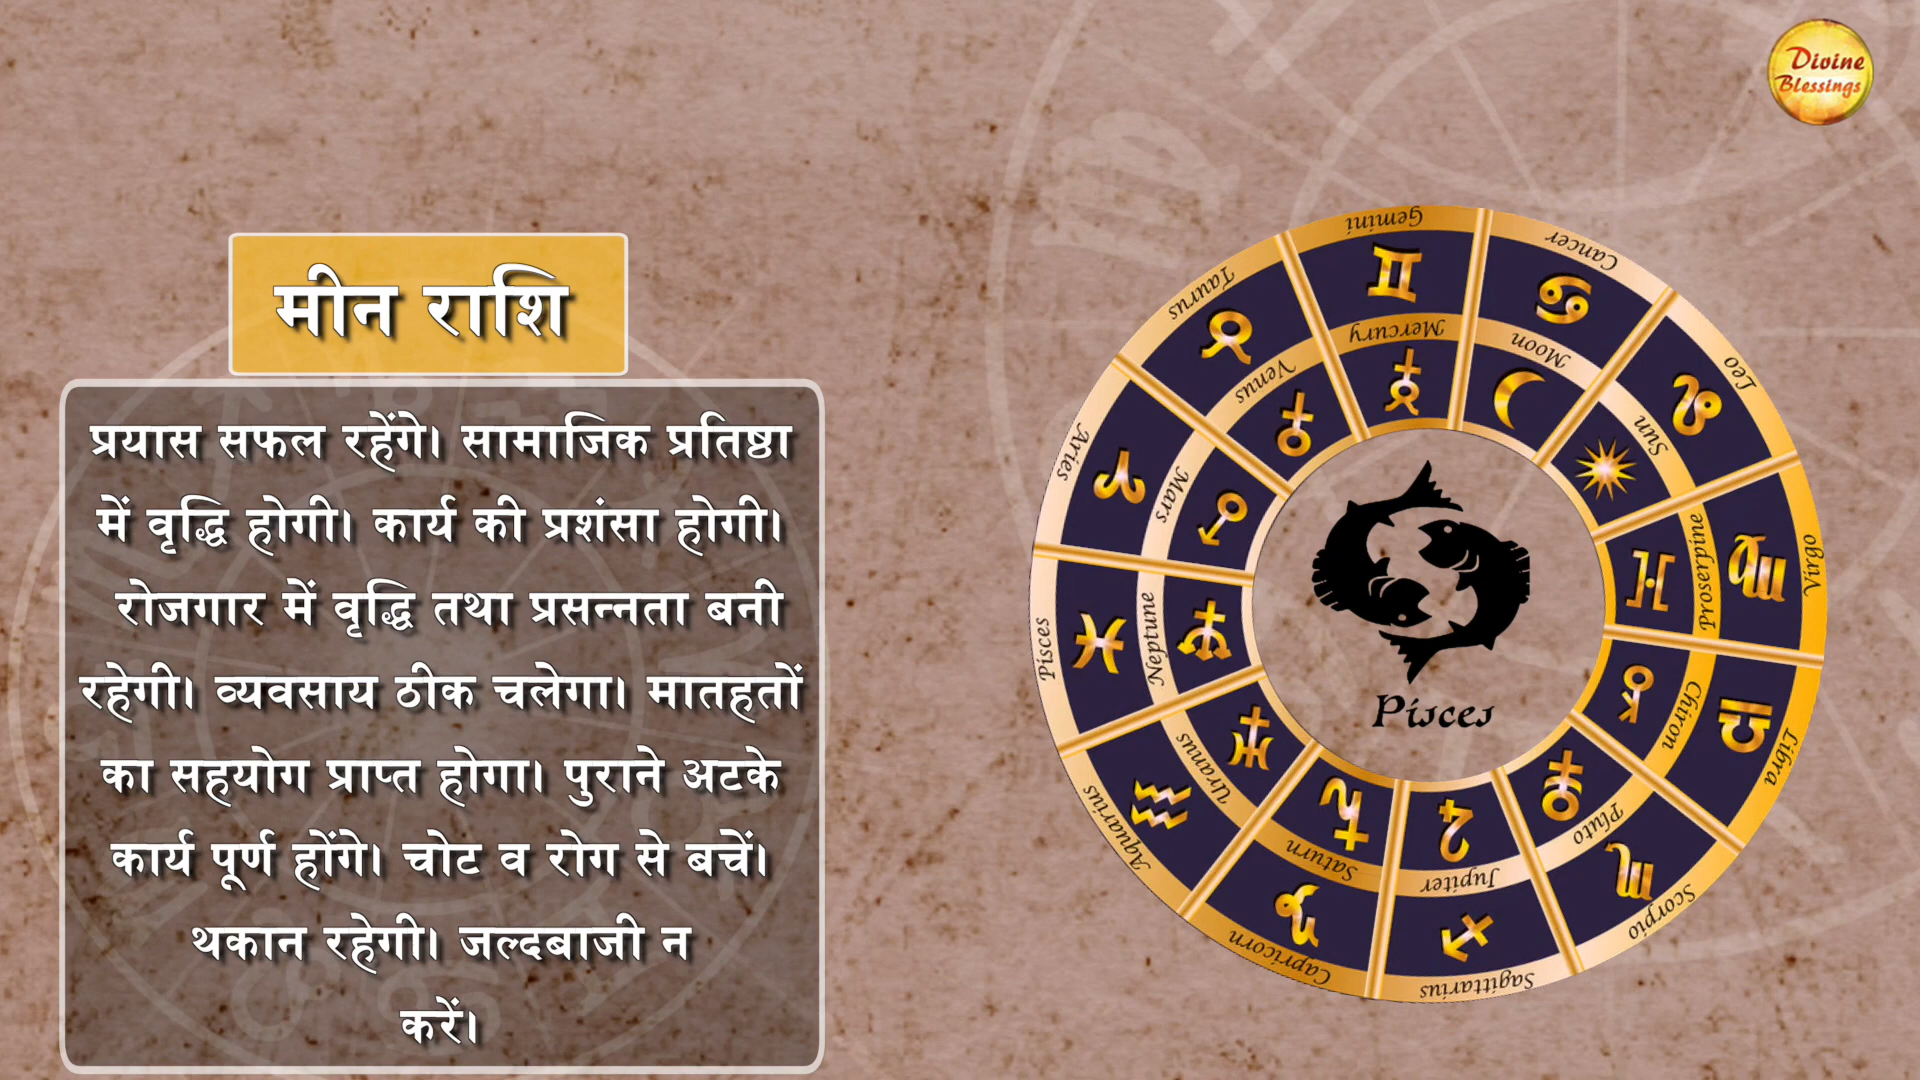 Divine
Blessings
मीन राशि
प्रयास सफल रहेंगे। सामाजिक प्रतिष्ठा
में वृद्धि होगी। कार्य की प्रशंसा होगी।
रोजगार में वृद्धि तथा प्रसन्नता बनी
रहेगी। व्यवसाय ठीक चलेगा। मातहतों
का सहयोग प्राप्त होगा। पुराने अटके
कार्य पूर्ण होंगे। चोट व रोग से बचें।
थकान रहेगी। जल्दबाजी न
करें।
Gemini
Cancer
Leo
Virgo
Libra
Scorpio
Sagittarius
Capricorn
Aquarius
Pisces
Aries
Taurus
Mercury
Moon
Sun
Proserpine
Chiron
Pluto
Jupiter
Saturn
Uranus
Neptune
Mars
Venus
Pisces